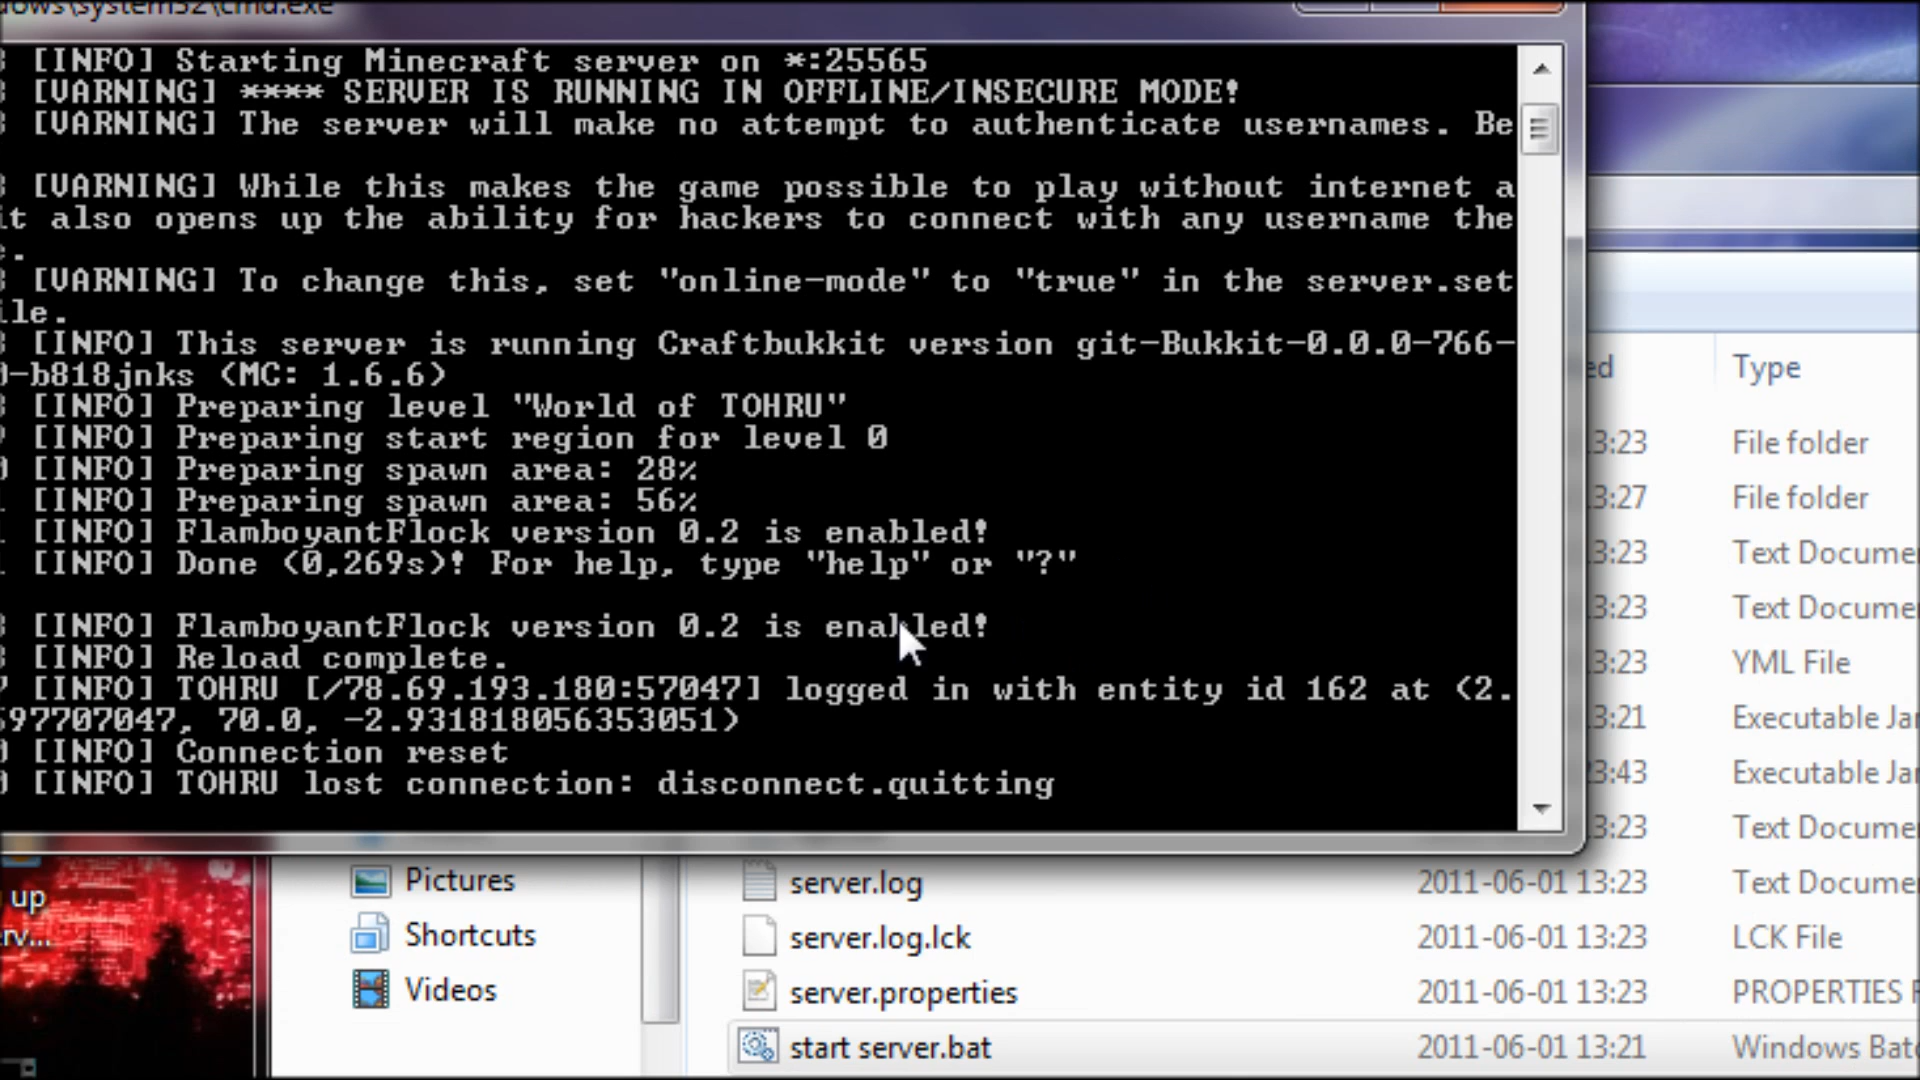 dows\system32\cmd.exe
[INFO] Starting Minecraft server on *:25565
[WARNING] **** SERVER IS RUNNING IN OFFLINE/INSECURE MODE!
[WARNING] The server will make no attempt to authenticate usernames. Be
[WARNING] While this makes the game possible to play without internet a
it also opens up the ability for hackers to connect with any username the
.
[WARNING] To change this, set "online-mode" to "true" in the server.set
ile.
[INFO] This server is running Craftbukkit version git-Bukkit-0.0.0-766-
-b818jnks (MC: 1.6.6)
[INFO] Preparing level "World of TOHRU"
[INFO] Preparing start region for level 0
[INFO] Preparing spawn area: 28%
[INFO] Preparing spawn area: 56%
[INFO] FlamboyantFlock version 0.2 is enabled!
[INFO] Done (0,269s)! For help, type "help" or "?"
[INFO] FlamboyantFlock version 0.2 is enabled!
[INFO] Reload complete.
[INFO] TOHRU [/78.69.193.180:57047] logged in with entity id 162 at (2.
597707047, 70.0, -2.931818056353051)
[INFO] Connection reset
[INFO] TOHRU lost connection: disconnect.quitting
ed Type
3:23 File folder
3:27 File folder
3:23 Text Docume
3:23 Text Docume
3:23 YML File
3:21 Executable Ja
23:43 Executable Ja
3:23 Text Docume
up
erv...
Pictures
Shortcuts
Videos
server.log 2011-06-01 13:23 Text Docume
server.log.lck 2011-06-01 13:23 LCK File
server.properties 2011-06-01 13:23 PROPERTIES F
start server.bat 2011-06-01 13:21 Windows Batc